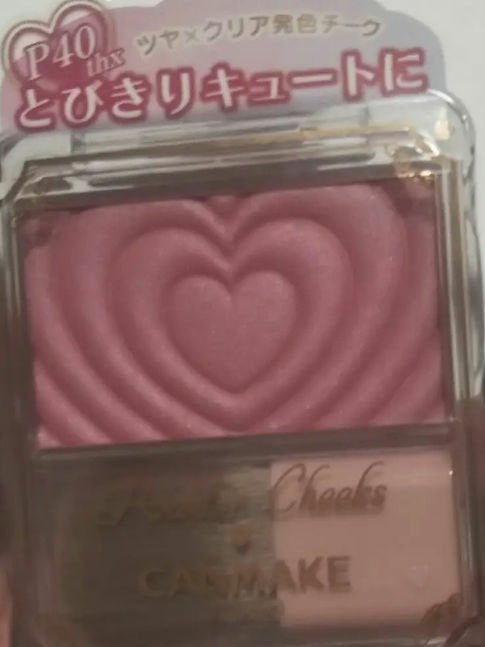 P40
thx
ツヤ×クリア発色チーク
とびきりキュートに
Cheeks
CANMAKE